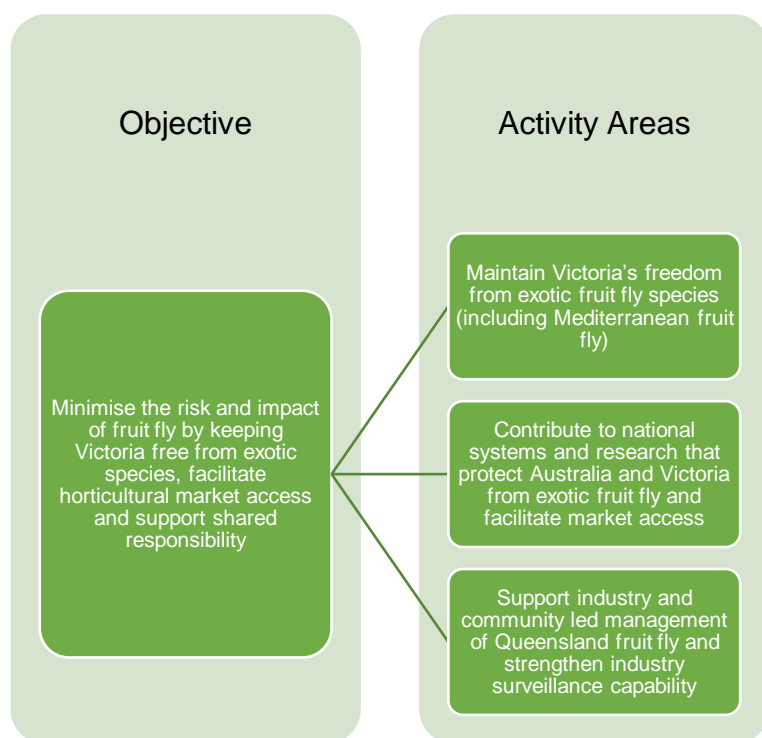 Objective
Minimise the risk and impact
of fruit fly by keeping
Victoria free from exotic
species, facilitate
horticultural market access
and support shared
responsibility
Activity Areas
Maintain Victoria’s freedom
from exotic fruit fly species
(including Mediterranean fruit
fly)
Contribute to national
systems and research that
protect Australia and Victoria
from exotic fruit fly and
facilitate market access
Support industry and
community led management
of Queensland fruit fly and
strengthen industry
surveillance capability